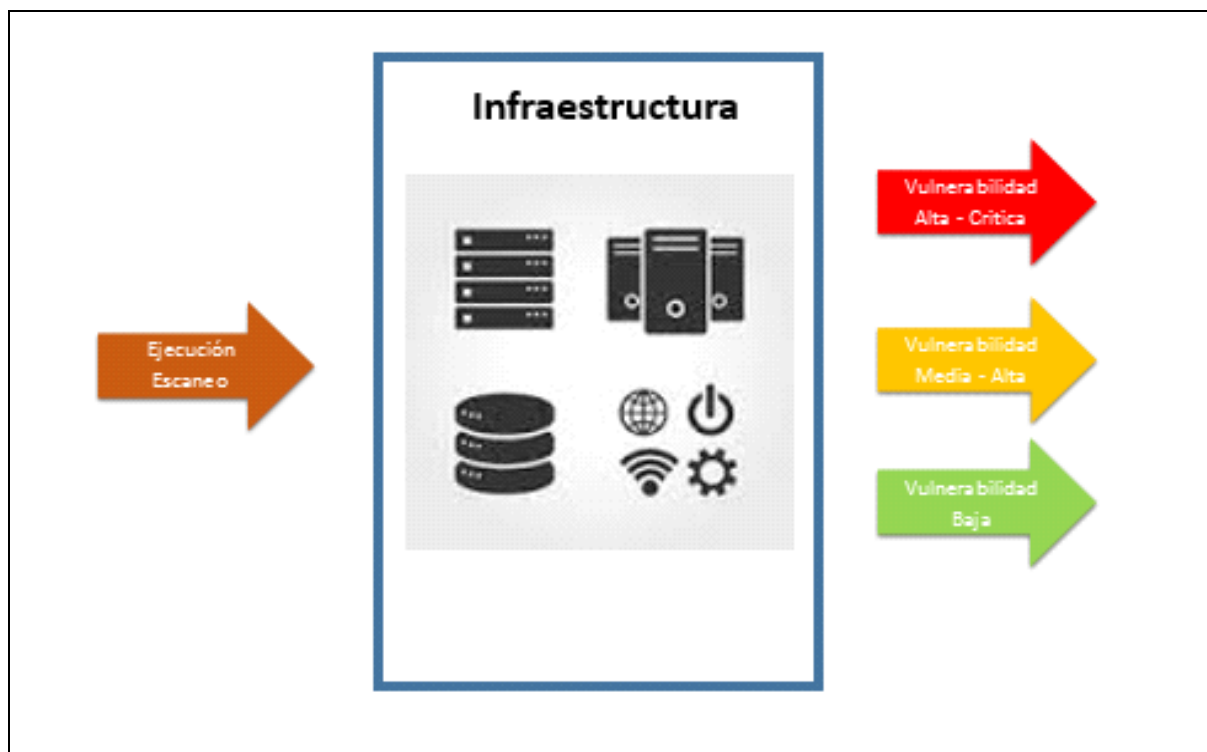 Infraestructura
Ejecución
Escaneo
Vulnerabilidad
Alta - Critica
Vulnerabilidad
Media - Alta
Vulnerabilidad
Baja